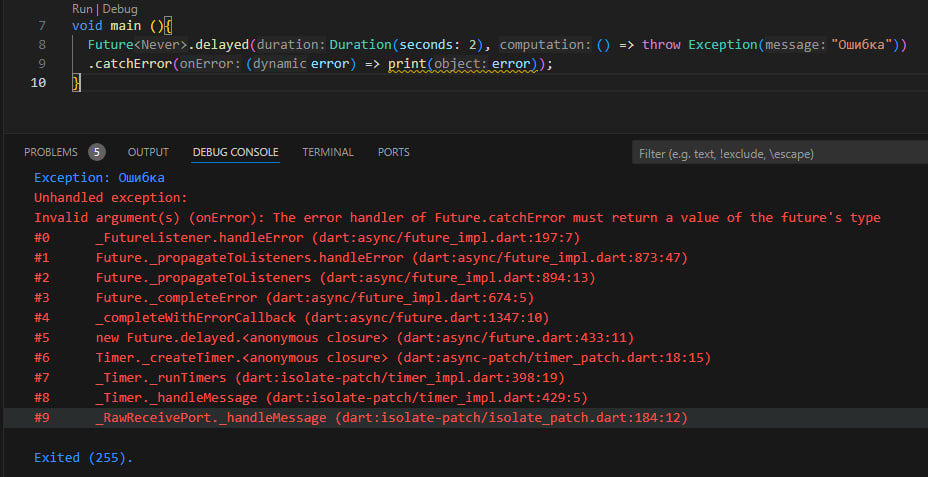 Run | Debug
7 void main (){
8 Future<Never>.delayed(duration: Duration(seconds: 2), computation: () => throw Exception(message: "Ошибка"))
9 .catchError(onError: (dynamic error) => print(object: error));
10 }
PROBLEMS 5 OUTPUT DEBUG CONSOLE TERMINAL PORTS Filter (e.g. text, !exclude, \escape)
Exception: Ошибка
Unhandled exception:
Invalid argument(s) (onError): The error handler of Future.catchError must return a value of the future's type
#0 _FutureListener.handleError (dart:async/future_impl.dart:197:7)
#1 Future._propagateToListeners.handleError (dart:async/future_impl.dart:873:47)
#2 Future._propagateToListeners (dart:async/future_impl.dart:894:13)
#3 Future._completeError (dart:async/future_impl.dart:674:5)
#4 _completeWithErrorCallback (dart:async/future_impl.dart:1347:10)
#5 new Future.delayed.<anonymous closure> (dart:async/future.dart:433:11)
#6 Timer._createTimer.<anonymous closure> (dart:async-patch/timer_patch.dart:18:15)
#7 _Timer._runTimers (dart:isolate-patch/timer_impl.dart:398:19)
#8 _Timer._handleMessage (dart:isolate-patch/timer_impl.dart:429:5)
#9 _RawReceivePort._handleMessage (dart:isolate-patch/isolate_patch.dart:184:12)
Exited (255).